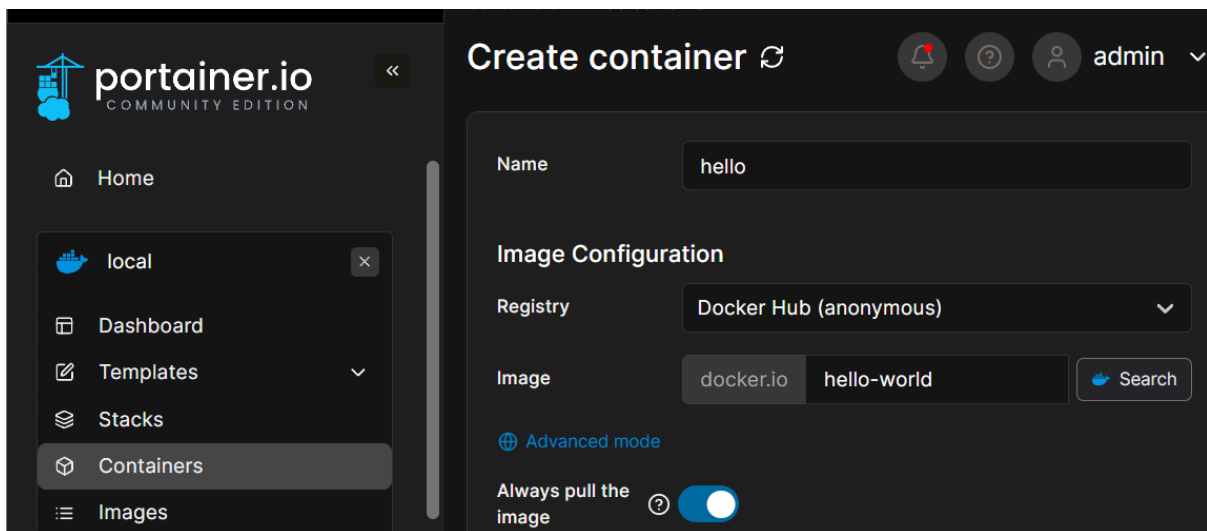 portainer.io
COMMUNITY EDITION
«
Home
local
Dashboard
Templates
Stacks
Containers
Images
Create container
admin
Name
hello
Image Configuration
Registry
Docker Hub (anonymous)
Image
docker.io
hello-world
Search
Advanced mode
Always pull the
image